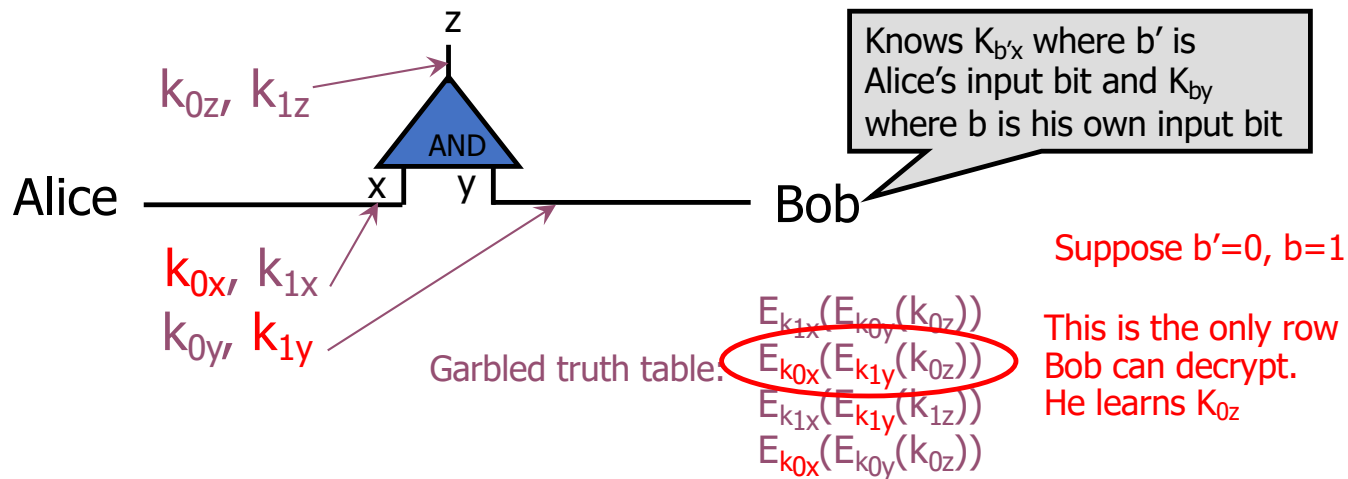 z
k0z, k1z
AND
x
y
Knows Kb'x where b' is
Alice's input bit and Kby
where b is his own input bit
Alice
Bob
k0x, k1x
k0y, k1y
Suppose b'=0, b=1
Garbled truth table:
Ek1x(Ek0y(k0z))
Ek0x(Ek1y(k0z))
Ek1x(Ek1y(k1z))
Ek0x(Ek0y(k0z))
This is the only row
Bob can decrypt.
He learns K0z